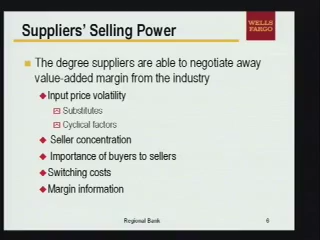 Suppliers' Selling Power
WELLS
FARGO
The degree suppliers are able to negotiate away
value-added margin from the industry
Input price volatility
Substitutes
Cyclical factors
Seller concentration
Importance of buyers to sellers
Switching costs
Margin information
Regional Bank
6